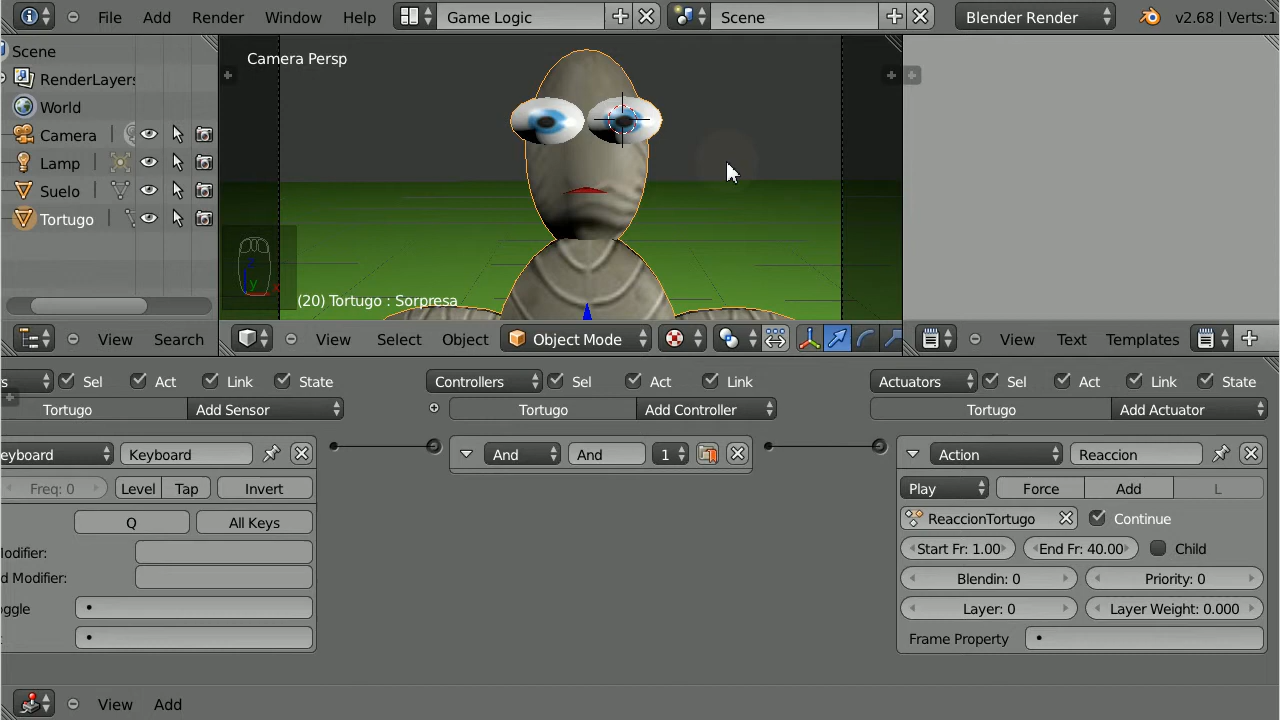 File Add Render Window Help Game Logic Scene Blender Render v2.68 | Verts:1
Scene
RenderLayers
World
Camera
Lamp
Suelo
Tortugo
View Search
Camera Persp
z
y
x
(20) Tortugo : Sorpresa
View Select Object Object Mode
View Text Templates
s Sel Act Link State
Tortugo Add Sensor
Controllers Sel Act Link
Tortugo Add Controller
Actuators Sel Act Link State
Tortugo Add Actuator
eyboard Keyboard
Freq: 0 Level Tap Invert
Q All Keys
Modifier:
d Modifier:
oggle
:
And And 1
Action Reaccion
Play Force Add L
ReaccionTortugo Continue
Start Fr: 1.00 End Fr: 40.00 Child
Blendin: 0 Priority: 0
Layer: 0 Layer Weight: 0.000
Frame Property
View Add